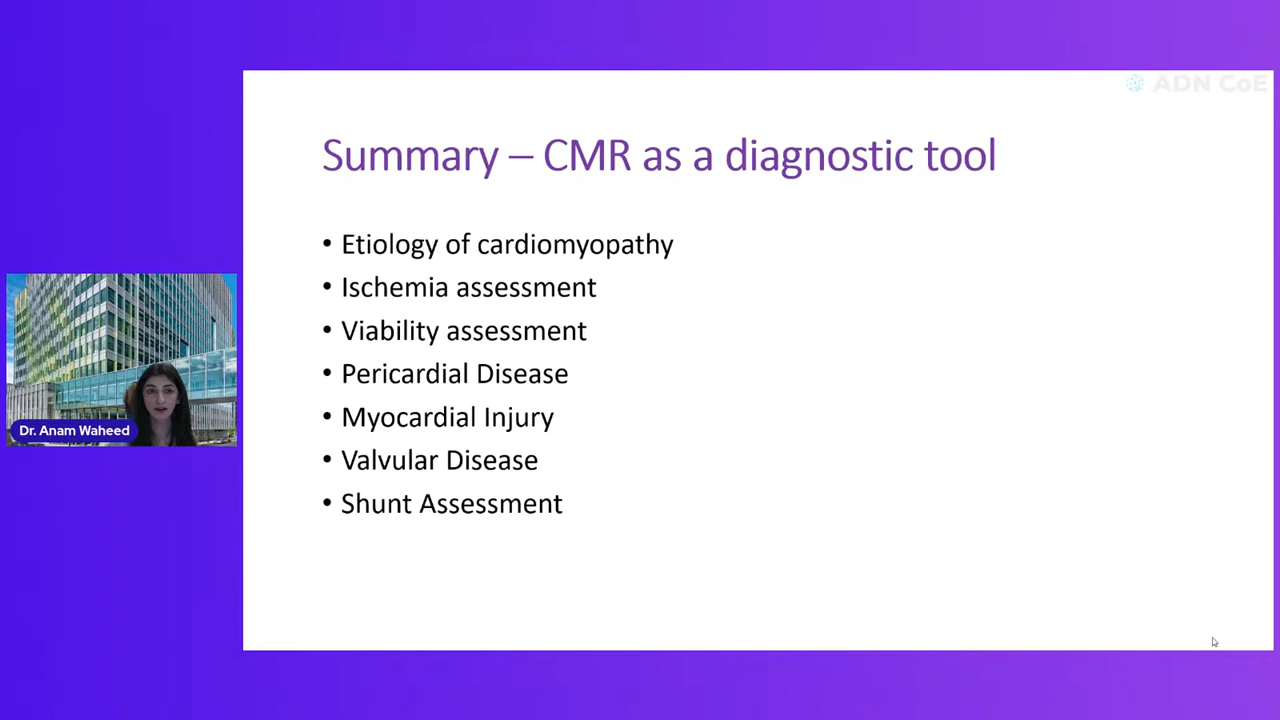 ADN CoE
Summary – CMR as a diagnostic tool
• Etiology of cardiomyopathy
• Ischemia assessment
• Viability assessment
• Pericardial Disease
• Myocardial Injury
• Valvular Disease
• Shunt Assessment
Dr. Anam Waheed